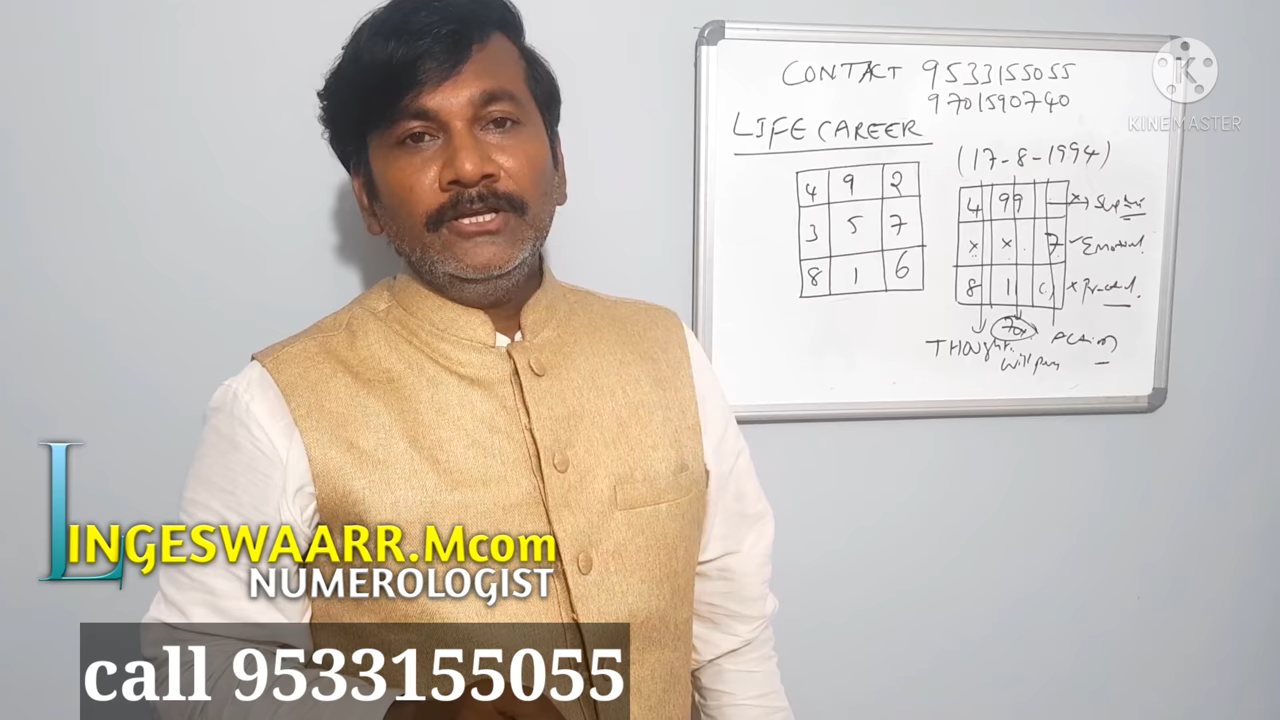 CONTACT 9533155055
9701590740
LIFE CAREER
(17-8-1994)
4 9 2
3 5 7
8 1 6
4 99
x x 7
8 1
x
✓ Emotional
x
THOught
Will
Action
KINEMASTER
LINGESWAARR.Mcom
NUMEROLOGIST
call 9533155055